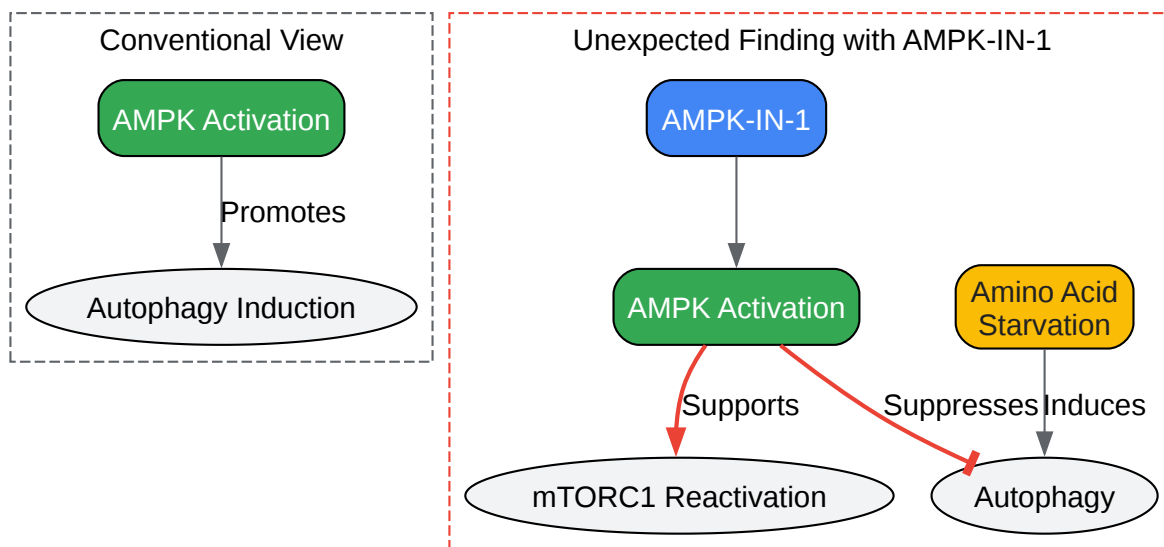 Conventional View
AMPK Activation
Promotes
Autophagy Induction
Unexpected Finding with AMPK-IN-1
AMPK-IN-1
AMPK Activation
Amino Acid
Starvation
Supports
Suppresses
Induces
mTORC1 Reactivation
Autophagy